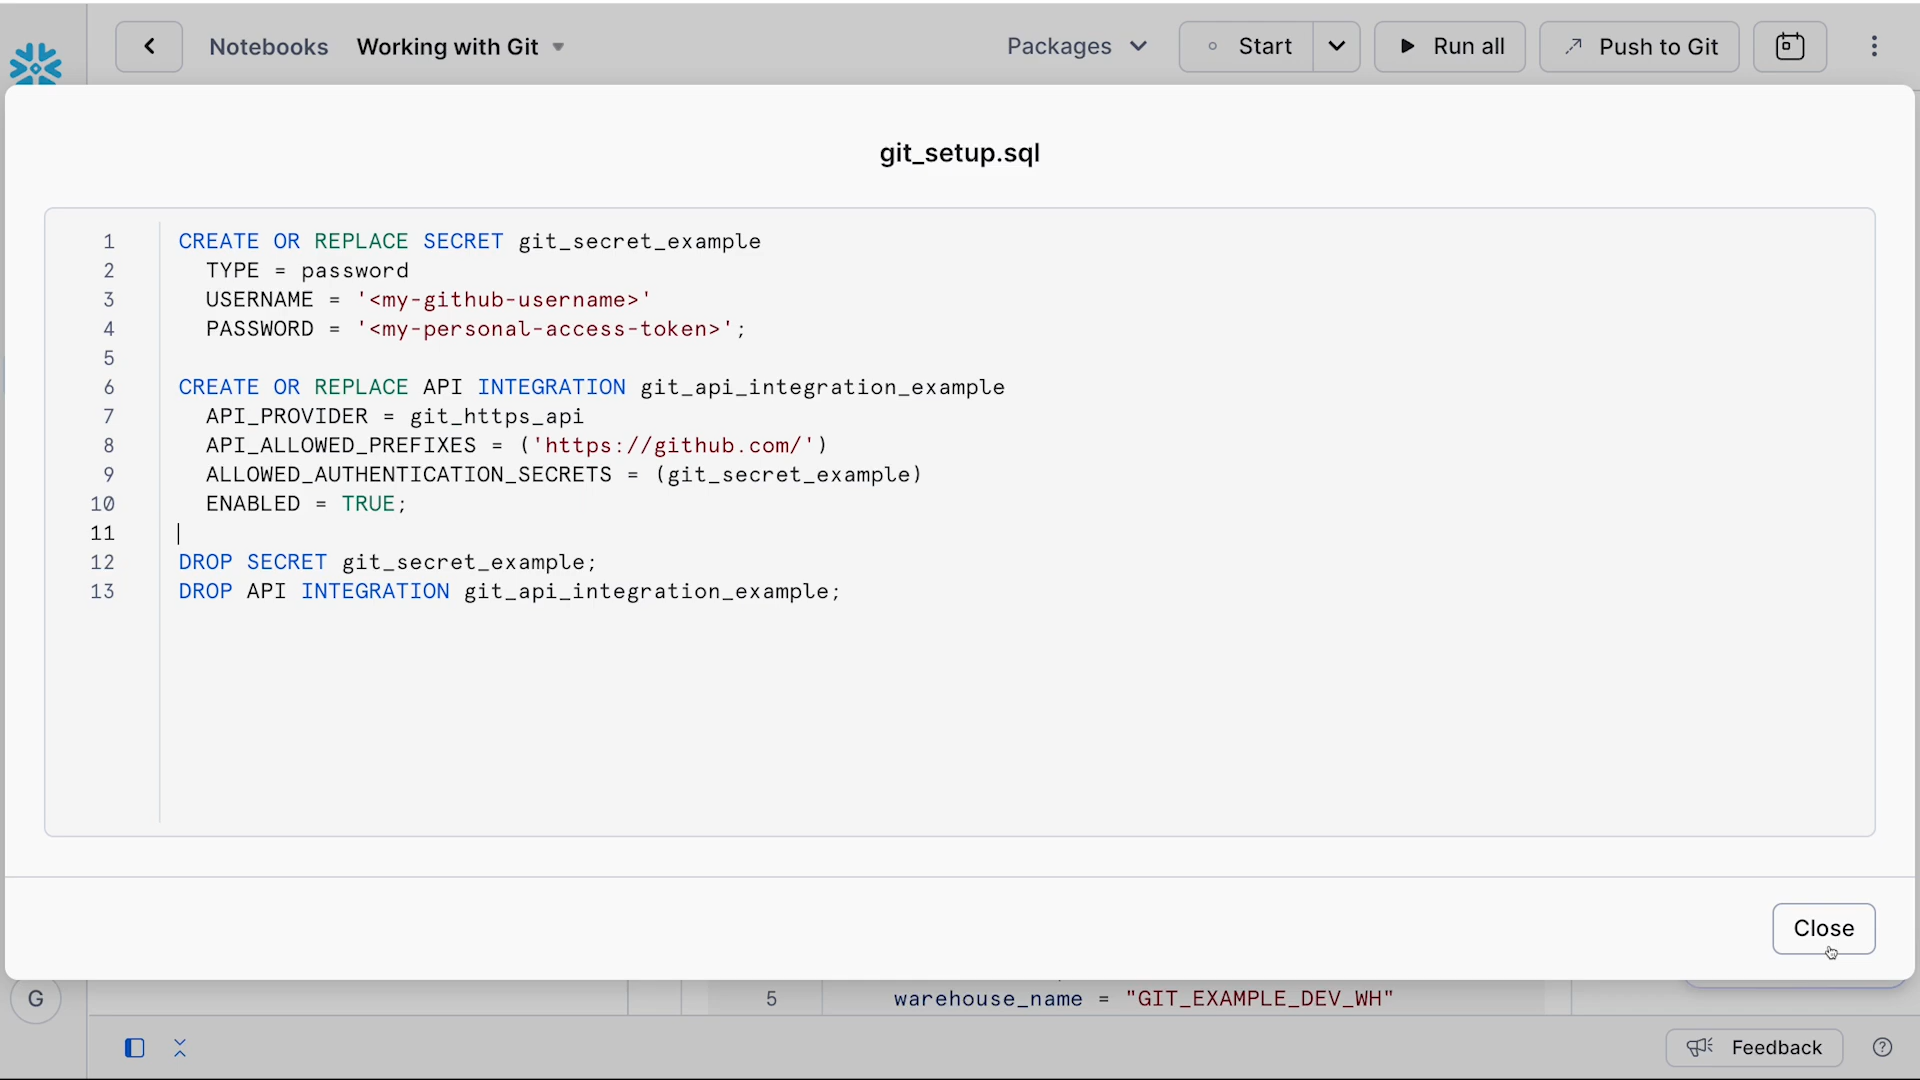 Notebooks Working with Git Packages Start Run all Push to Git
git_setup.sql
1 CREATE OR REPLACE SECRET git_secret_example
2 TYPE = password
3 USERNAME = '<my-github-username>'
4 PASSWORD = '<my-personal-access-token>';
5
6 CREATE OR REPLACE API INTEGRATION git_api_integration_example
7 API_PROVIDER = git_https_api
8 API_ALLOWED_PREFIXES = ('https://github.com/')
9 ALLOWED_AUTHENTICATION_SECRETS = (git_secret_example)
10 ENABLED = TRUE;
11
12 DROP SECRET git_secret_example;
13 DROP API INTEGRATION git_api_integration_example;
Close
G 5 warehouse_name = "GIT_EXAMPLE_DEV_WH"
Feedback ?